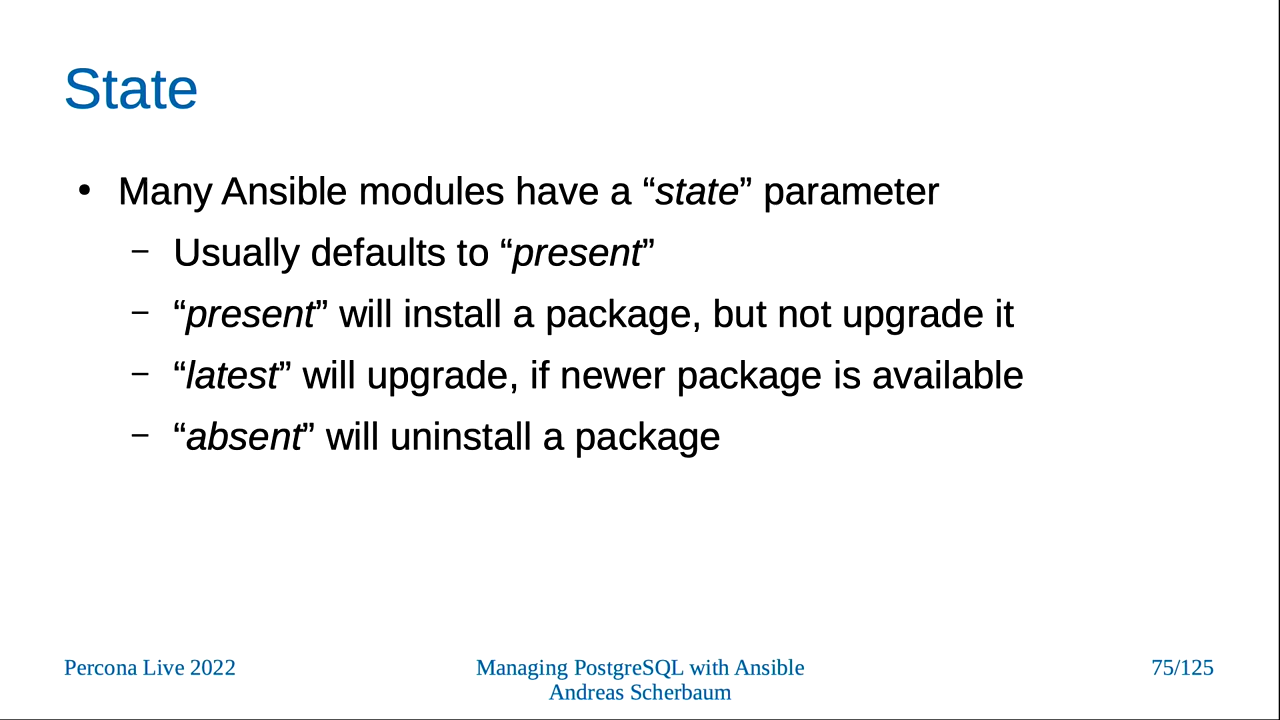 State
• Many Ansible modules have a “state” parameter
– Usually defaults to “present”
– “present” will install a package, but not upgrade it
– “latest” will upgrade, if newer package is available
– “absent” will uninstall a package
Percona Live 2022
Managing PostgreSQL with Ansible
Andreas Scherbaum
75/125